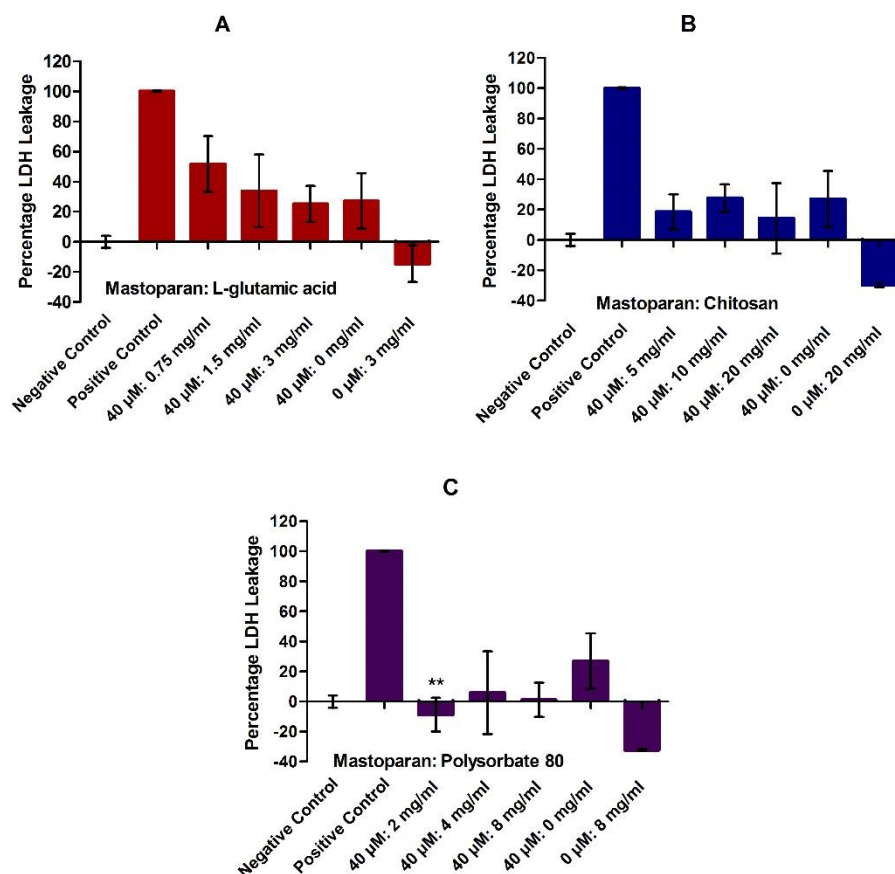 A
Percentage LDH Leakage
120
100
80
60
40
20
0
-20
-40
Mastoparan: L-glutamic acid
Negative Control
Positive Control
40 µM: 0.75 mg/ml
40 µM: 1.5 mg/ml
40 µM: 3 mg/ml
40 µM: 0 mg/ml
0 µM: 3 mg/ml
B
Percentage LDH Leakage
120
100
80
60
40
20
0
-20
-40
Mastoparan: Chitosan
Negative Control
Positive Control
40 µM: 5 mg/ml
40 µM: 10 mg/ml
40 µM: 20 mg/ml
40 µM: 0 mg/ml
0 µM: 20 mg/ml
C
Percentage LDH Leakage
120
100
80
60
40
20
0
-20
-40
**
Mastoparan: Polysorbate 80
Negative Control
Positive Control
40 µM: 2 mg/ml
40 µM: 4 mg/ml
40 µM: 8 mg/ml
40 µM: 0 mg/ml
0 µM: 8 mg/ml